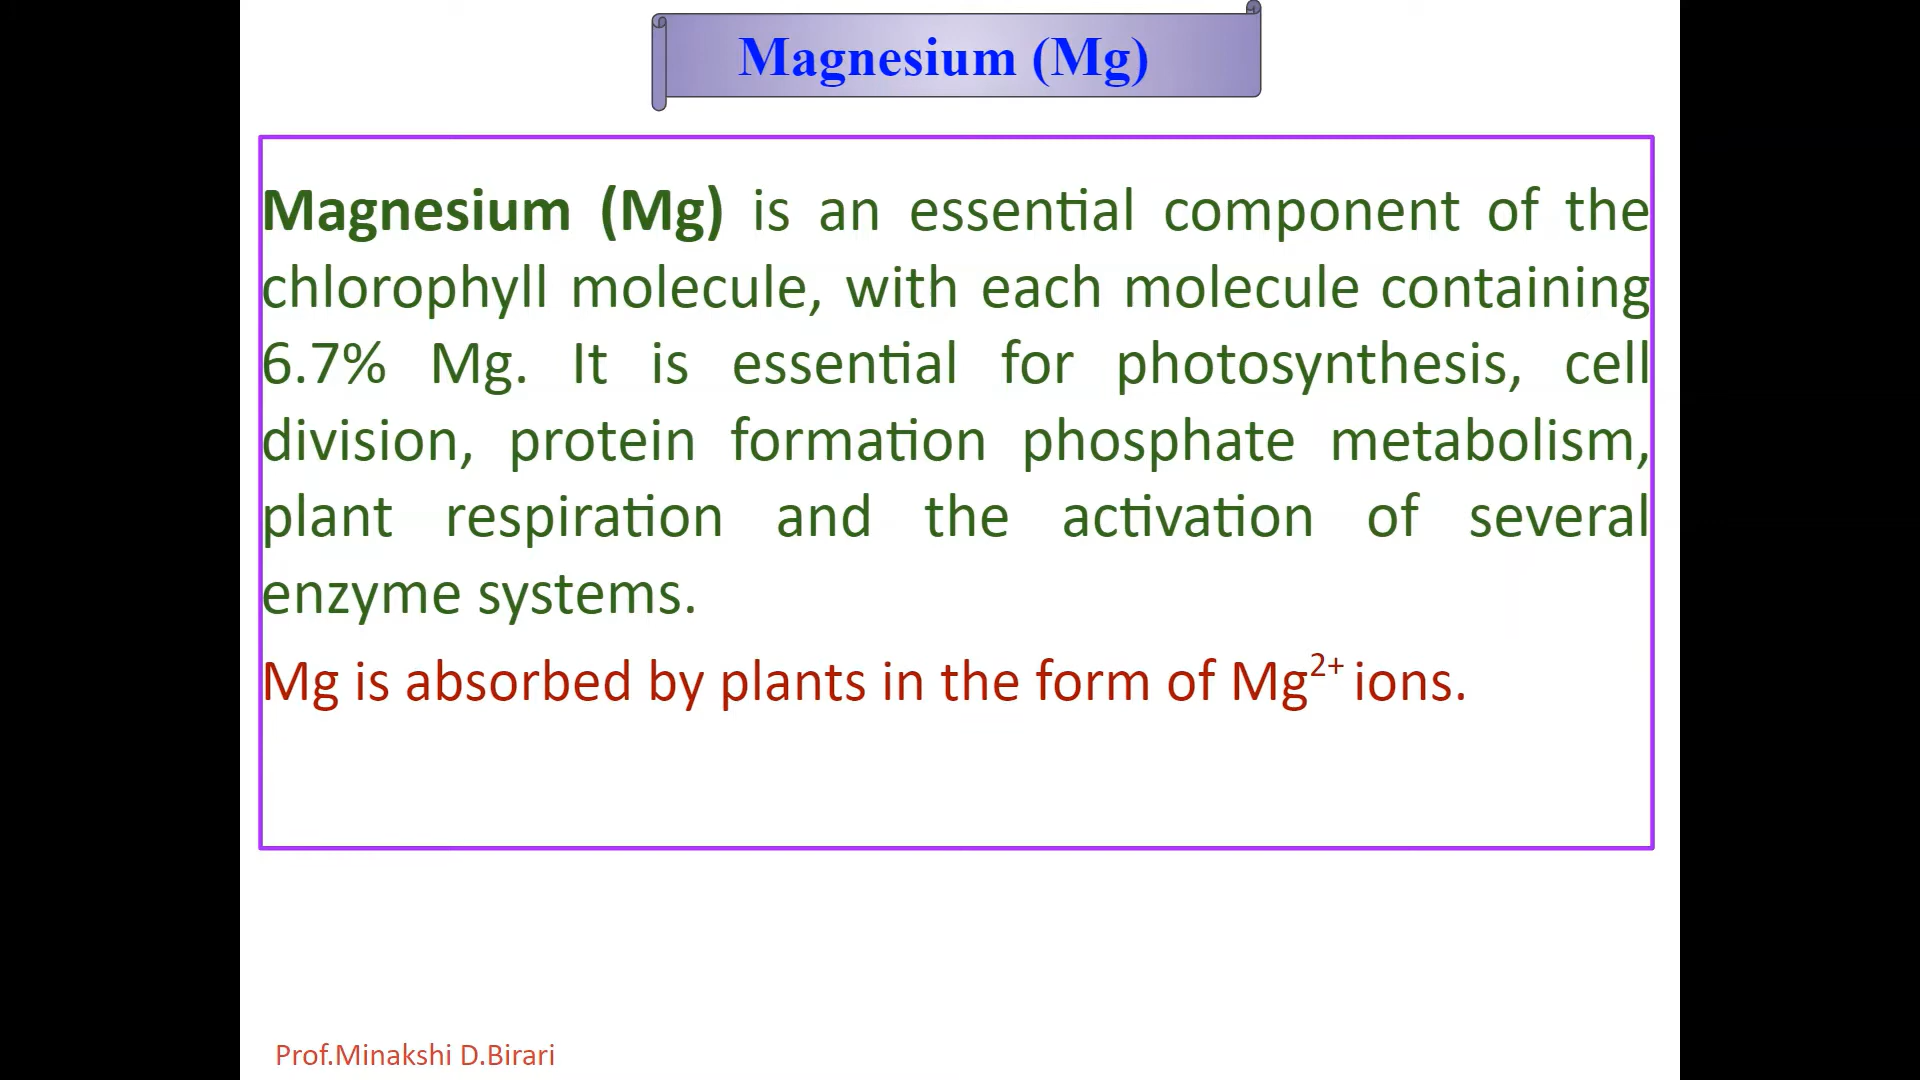 Magnesium (Mg)
Magnesium (Mg) is an essential component of the
chlorophyll molecule, with each molecule containing
6.7% Mg. It is essential for photosynthesis, cell
division, protein formation phosphate metabolism,
plant respiration and the activation of several
enzyme systems.
Mg is absorbed by plants in the form of Mg²⁺ ions.
Prof.Minakshi D.Birari